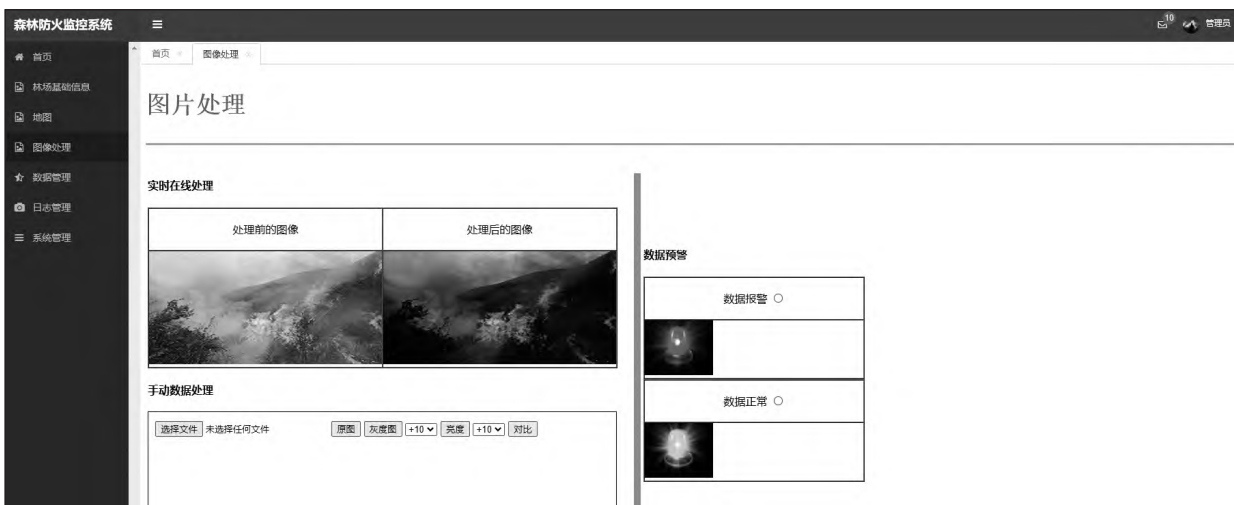 森林防火监控系统
10
管理员
首页
林场基础信息
地图
图像处理
数据管理
日志管理
系统管理
首页
图像处理
图片处理
实时在线处理
处理前的图像 处理后的图像
手动数据处理
选择文件 未选择任何文件 原图 灰度图 +10 亮度 +10 对比
数据预警
数据报警
数据正常